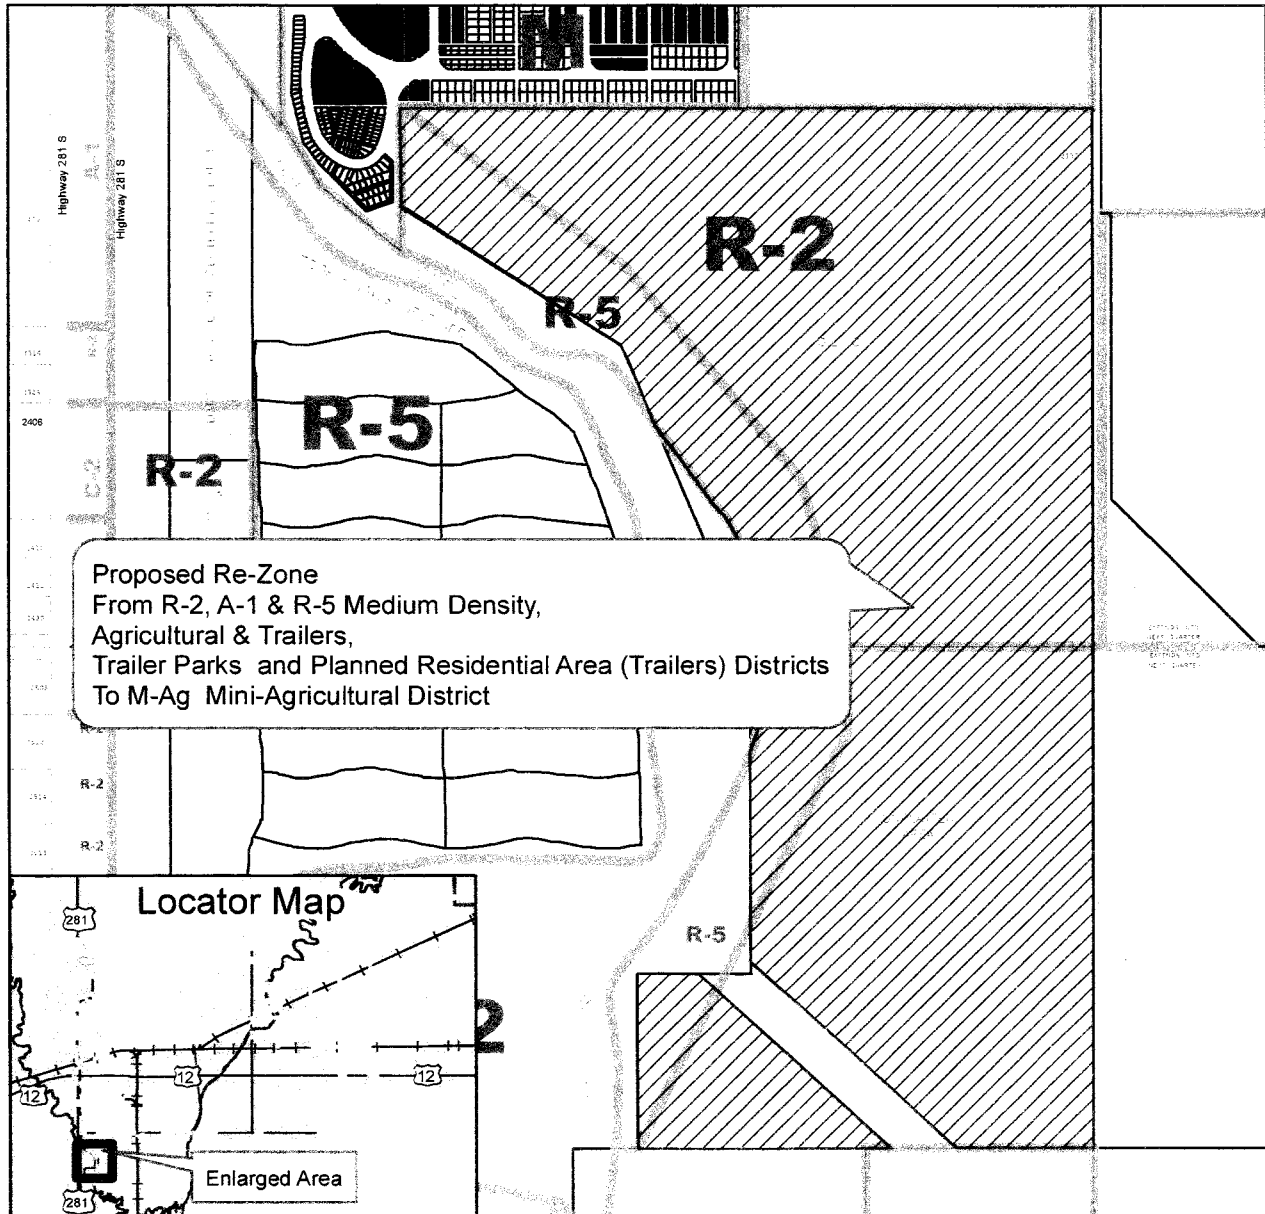 M
Highway 281 S
A-1
Highway 281 S
R-2
R-5
2406
R-5
R-2
C-2
Proposed Re-Zone
From R-2, A-1 & R-5 Medium Density,
Agricultural & Trailers,
Trailer Parks and Planned Residential Area (Trailers) Districts
To M-Ag Mini-Agricultural District
R-2
R-2
R-2
R-5
2
Locator Map
281
12
12
12
281
Enlarged Area